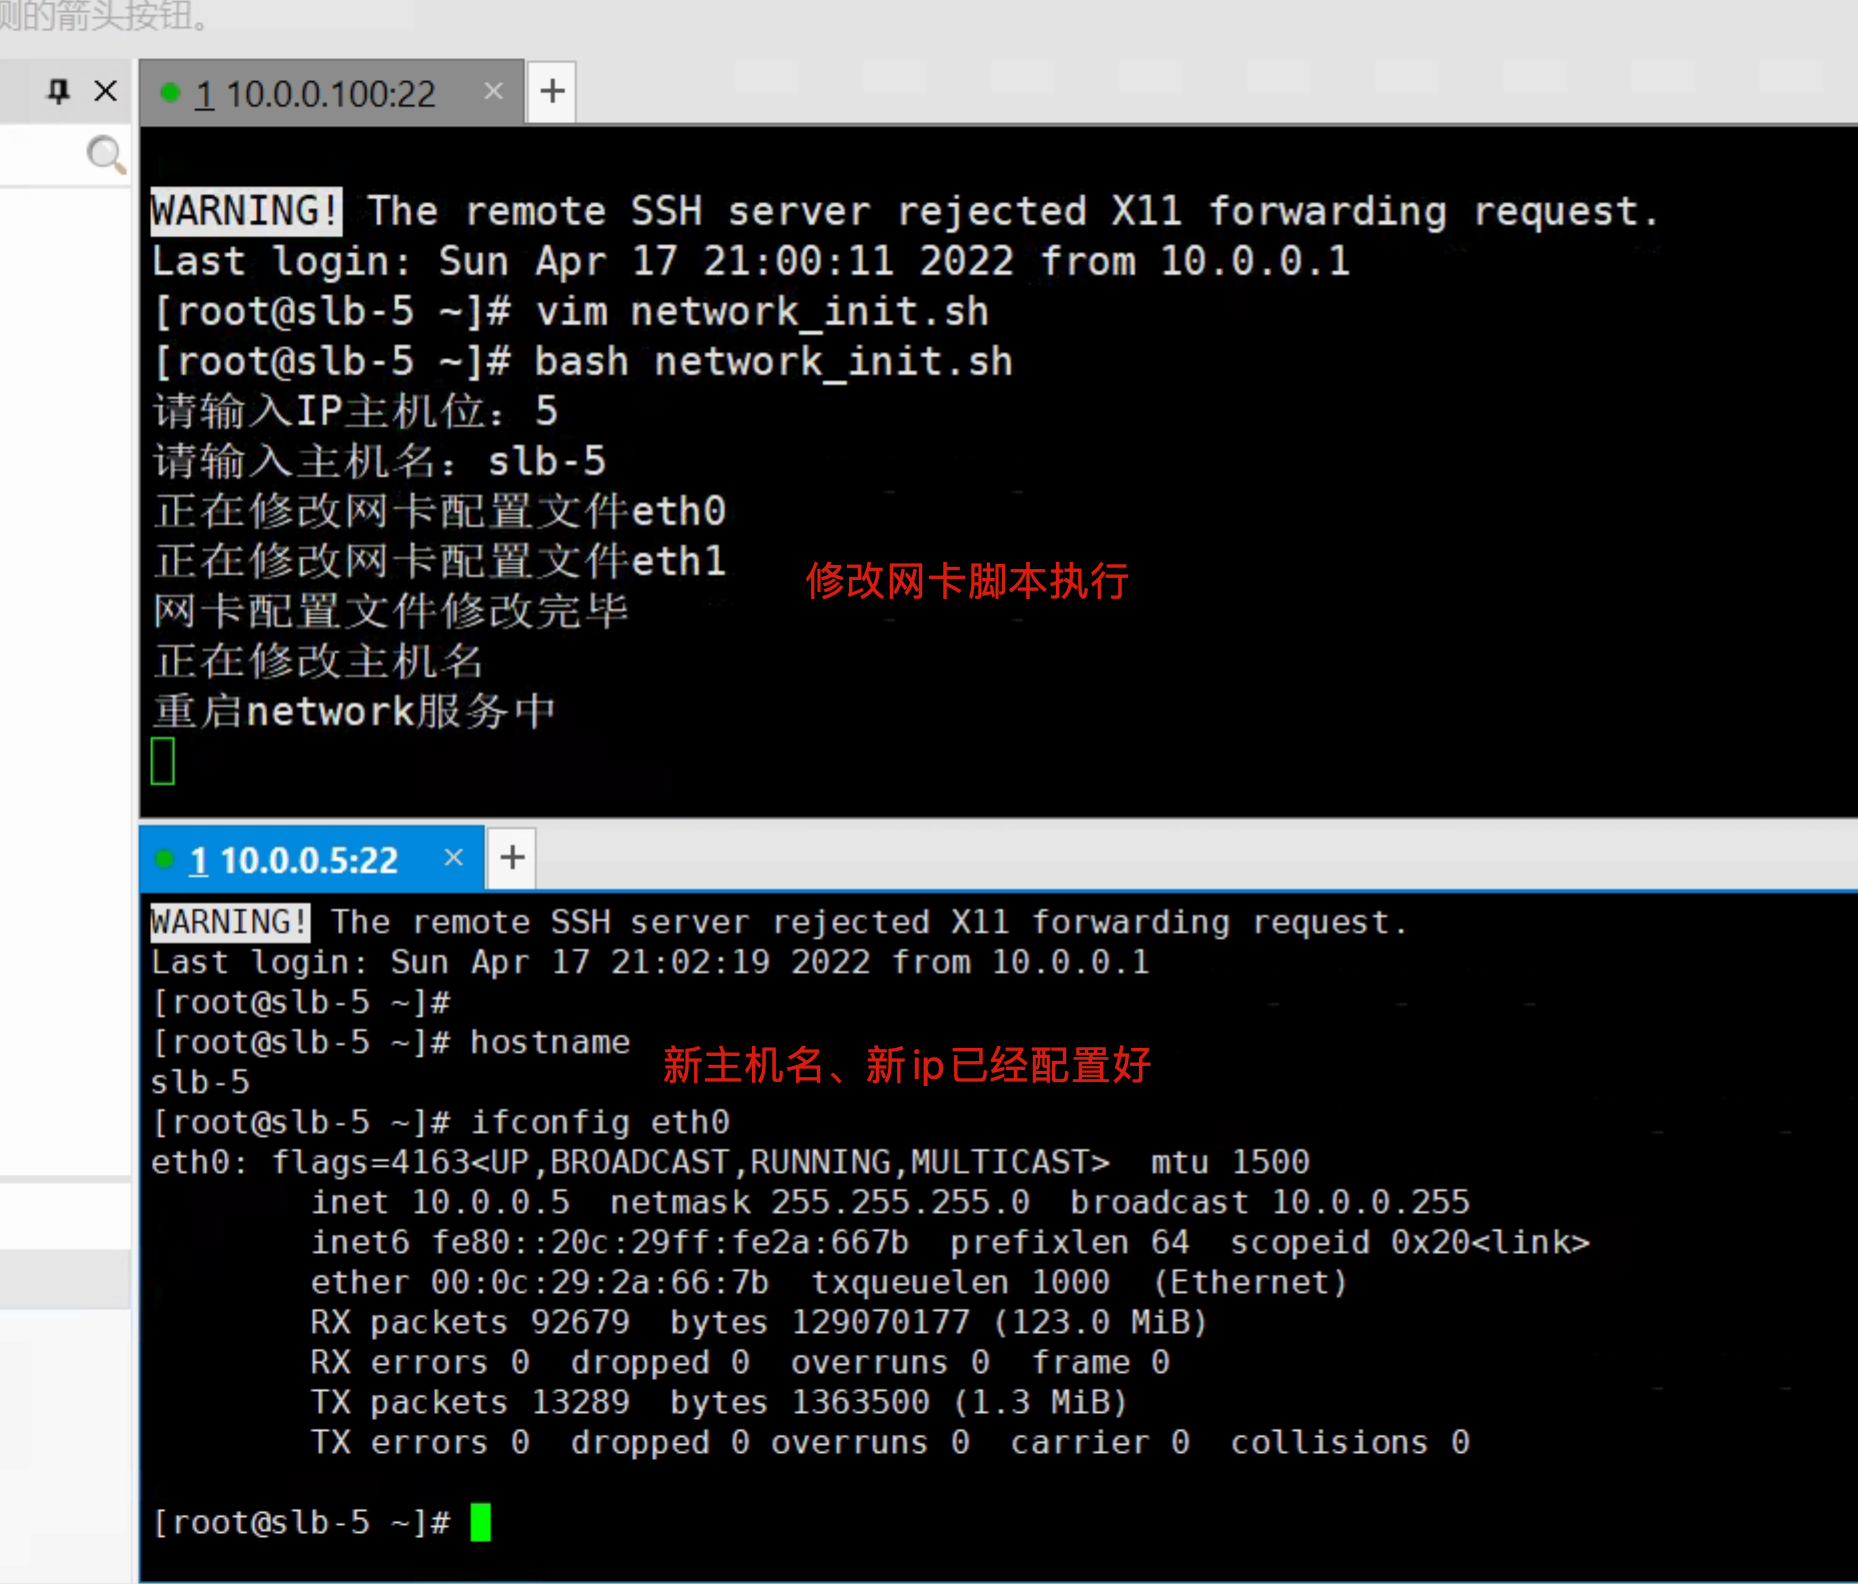 测的箭头按钮。
1 10.0.0.100:22
WARNING! The remote SSH server rejected X11 forwarding request.
Last login: Sun Apr 17 21:00:11 2022 from 10.0.0.1
[root@slb-5 ~]# vim network_init.sh
[root@slb-5 ~]# bash network_init.sh
请输入IP主机位：5
请输入主机名：slb-5
正在修改网卡配置文件eth0
正在修改网卡配置文件eth1
修改网卡脚本执行
网卡配置文件修改完毕
正在修改主机名
重启network服务中
1 10.0.0.5:22
WARNING! The remote SSH server rejected X11 forwarding request.
Last login: Sun Apr 17 21:02:19 2022 from 10.0.0.1
[root@slb-5 ~]#
[root@slb-5 ~]# hostname
新主机名、新ip已经配置好
slb-5
[root@slb-5 ~]# ifconfig eth0
eth0: flags=4163<UP,BROADCAST,RUNNING,MULTICAST>  mtu 1500
inet 10.0.0.5  netmask 255.255.255.0  broadcast 10.0.0.255
inet6 fe80::20c:29ff:fe2a:667b  prefixlen 64  scopeid 0x20<link>
ether 00:0c:29:2a:66:7b  txqueuelen 1000  (Ethernet)
RX packets 92679  bytes 129070177 (123.0 MiB)
RX errors 0  dropped 0  overruns 0  frame 0
TX packets 13289  bytes 1363500 (1.3 MiB)
TX errors 0  dropped 0 overruns 0  carrier 0  collisions 0
[root@slb-5 ~]#